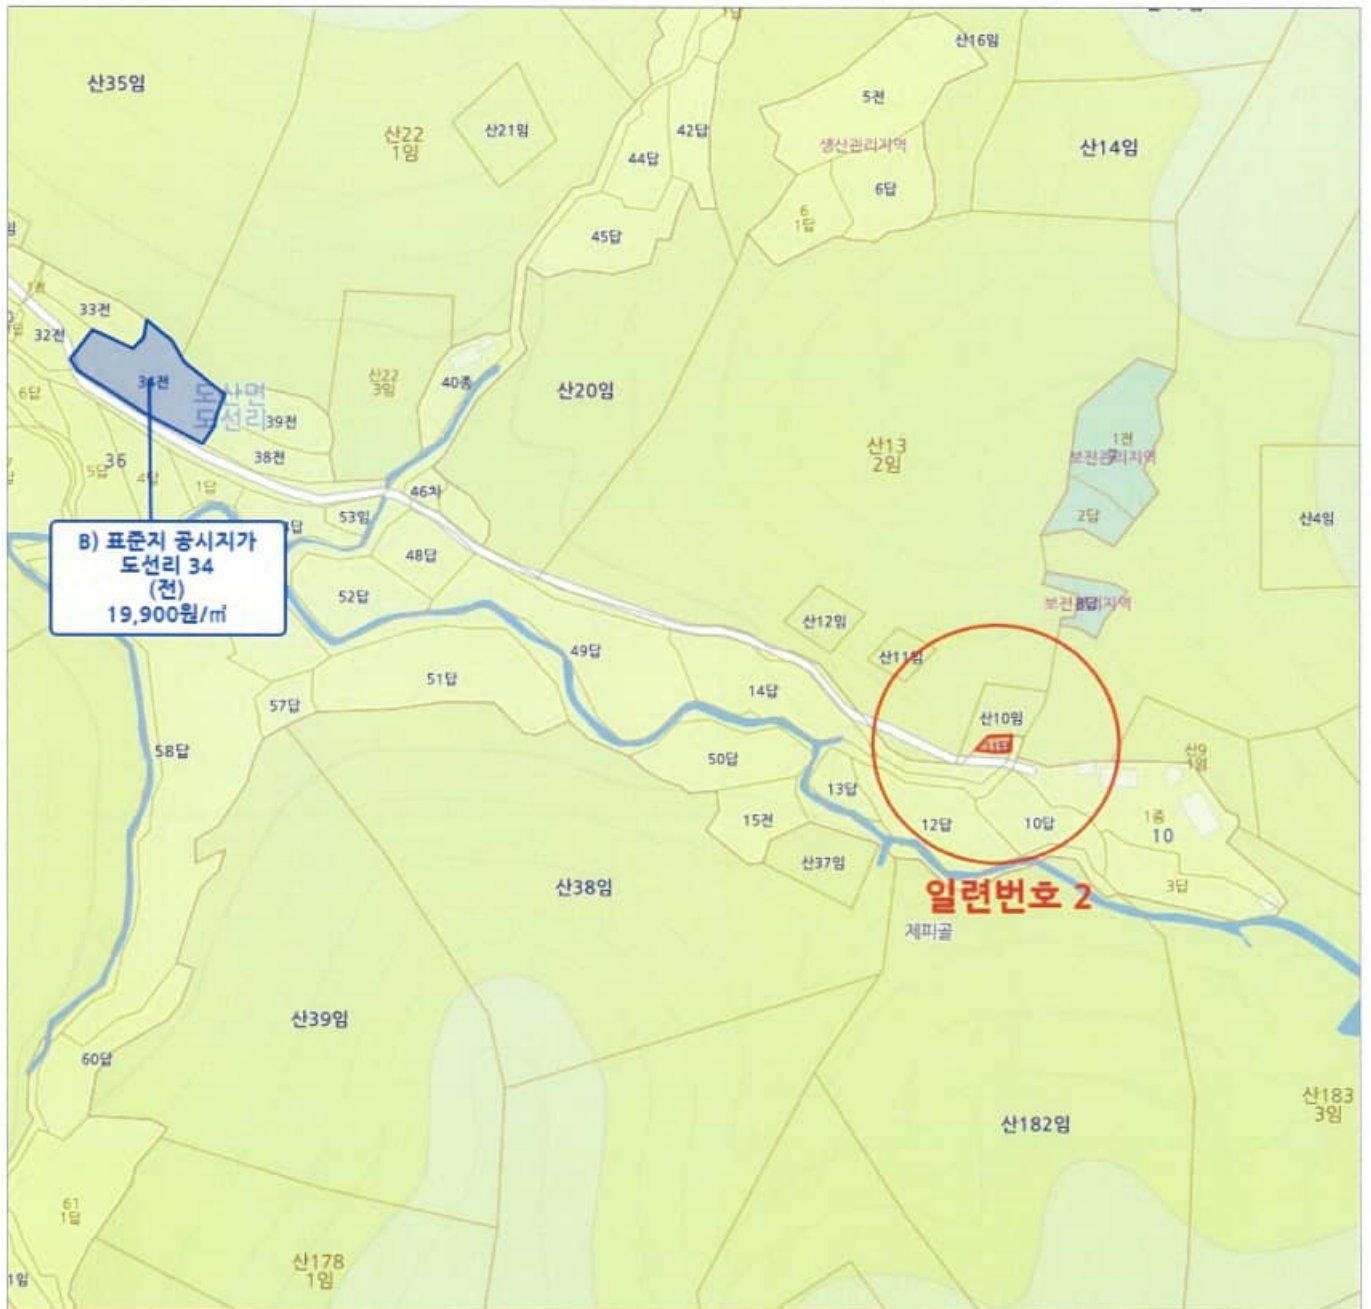 산16임
산35임
5전
산22
1임
산21임
42답
생산관리지역
산14임
44답
6답
6
1답
45답
33전
32전
34전
산22
3임
40종
도산면
도선리
산20임
6답
39전
산13
2임
1전
보전관리지역
36
38전
5답
4답
1답
46차
53임
2답
산4임
B) 표준지 공시지가
도선리 34
(전)
19,900원/㎡
48답
52답
보전관리지역
산12임
49답
산11임
51답
14답
57답
산10임
58답
50답
산9
1임
13답
15전
12답
10답
1종
10
산37임
산38임
3답
일련번호 2
제피골
산39임
60답
산183
3임
산182임
61
1답
산178
1임
1임